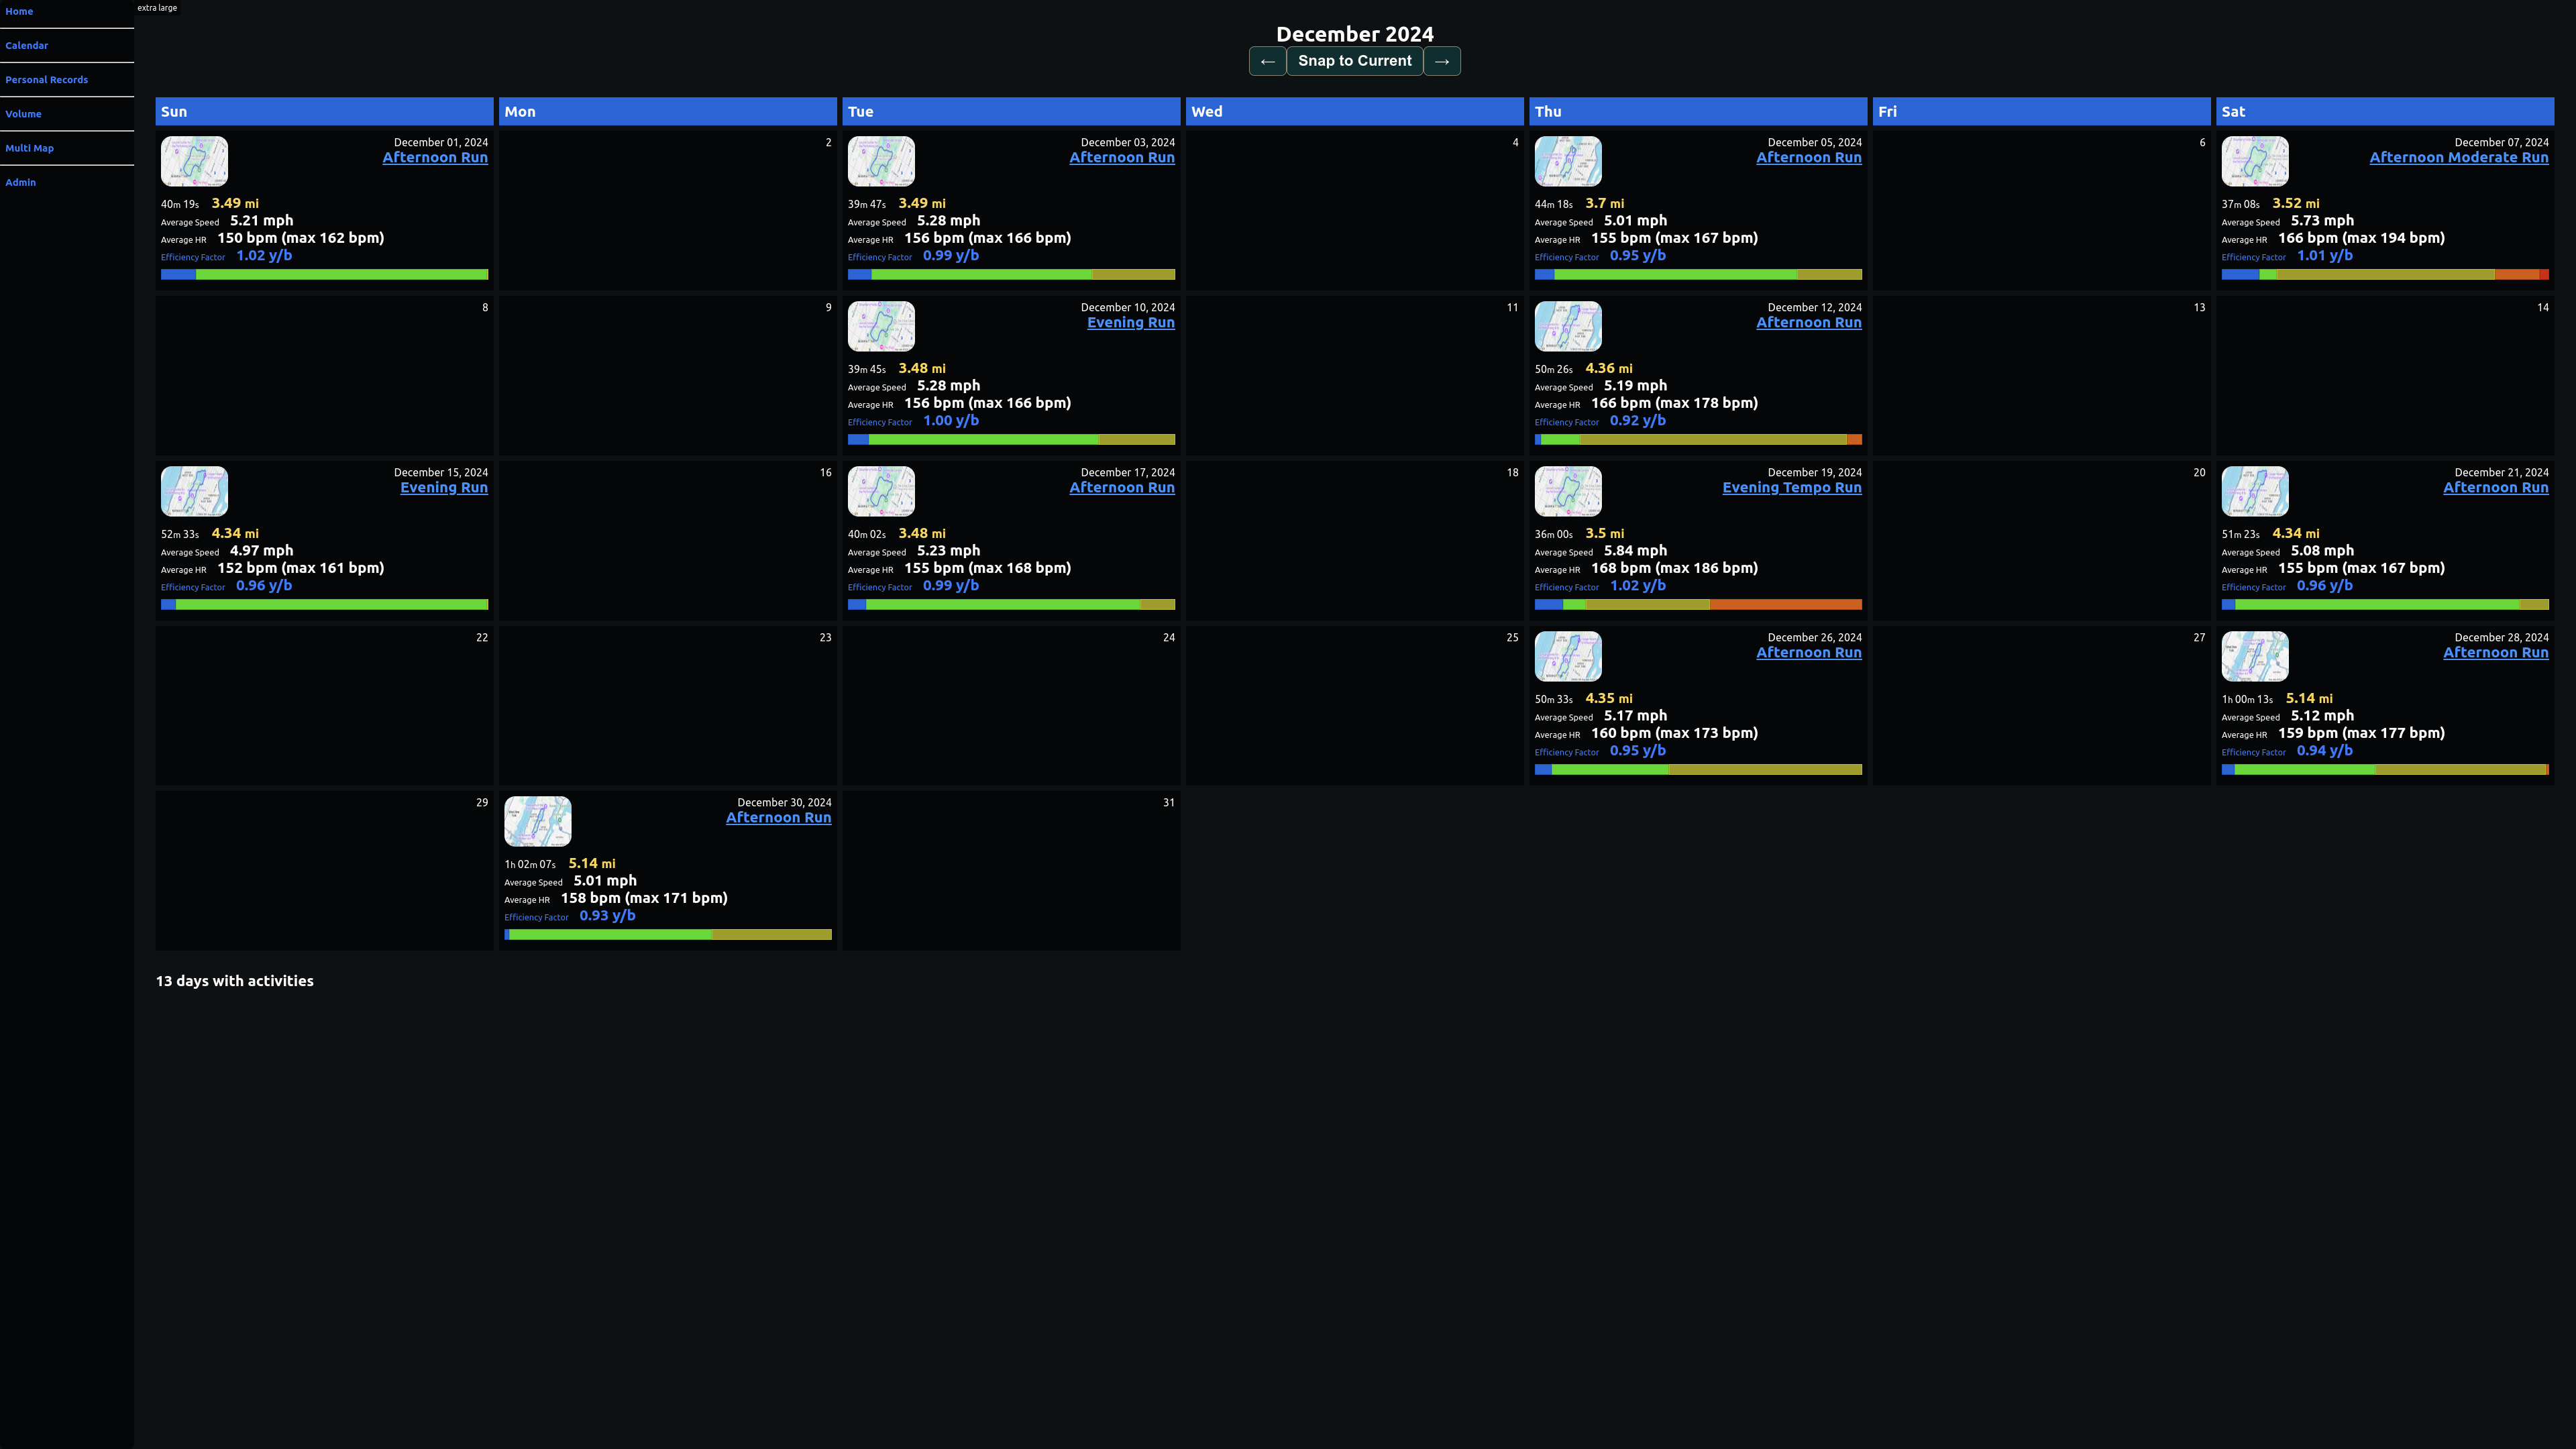 Home
Calendar
Personal Records
Volume
Multi Map
Admin
extra large
December 2024
← Snap to Current →
Sun Mon Tue Wed Thu Fri Sat
December 01, 2024
Afternoon Run
40m 19s 3.49 mi
Average Speed 5.21 mph
Average HR 150 bpm (max 162 bpm)
Efficiency Factor 1.02 y/b
2
December 03, 2024
Afternoon Run
39m 47s 3.49 mi
Average Speed 5.28 mph
Average HR 156 bpm (max 166 bpm)
Efficiency Factor 0.99 y/b
4
December 05, 2024
Afternoon Run
44m 18s 3.7 mi
Average Speed 5.01 mph
Average HR 155 bpm (max 167 bpm)
Efficiency Factor 0.95 y/b
6
December 07, 2024
Afternoon Moderate Run
37m 08s 3.52 mi
Average Speed 5.73 mph
Average HR 166 bpm (max 194 bpm)
Efficiency Factor 1.01 y/b
8
9
December 10, 2024
Evening Run
39m 45s 3.48 mi
Average Speed 5.28 mph
Average HR 156 bpm (max 166 bpm)
Efficiency Factor 1.00 y/b
11
December 12, 2024
Afternoon Run
50m 26s 4.36 mi
Average Speed 5.19 mph
Average HR 166 bpm (max 178 bpm)
Efficiency Factor 0.92 y/b
13
14
December 15, 2024
Evening Run
52m 33s 4.34 mi
Average Speed 4.97 mph
Average HR 152 bpm (max 161 bpm)
Efficiency Factor 0.96 y/b
16
December 17, 2024
Afternoon Run
40m 02s 3.48 mi
Average Speed 5.23 mph
Average HR 155 bpm (max 168 bpm)
Efficiency Factor 0.99 y/b
18
December 19, 2024
Evening Tempo Run
36m 00s 3.5 mi
Average Speed 5.84 mph
Average HR 168 bpm (max 186 bpm)
Efficiency Factor 1.02 y/b
20
December 21, 2024
Afternoon Run
51m 23s 4.34 mi
Average Speed 5.08 mph
Average HR 155 bpm (max 167 bpm)
Efficiency Factor 0.96 y/b
22
23
24
25
December 26, 2024
Afternoon Run
50m 33s 4.35 mi
Average Speed 5.17 mph
Average HR 160 bpm (max 173 bpm)
Efficiency Factor 0.95 y/b
27
December 28, 2024
Afternoon Run
1h 00m 13s 5.14 mi
Average Speed 5.12 mph
Average HR 159 bpm (max 177 bpm)
Efficiency Factor 0.94 y/b
29
December 30, 2024
Afternoon Run
1h 02m 07s 5.14 mi
Average Speed 5.01 mph
Average HR 158 bpm (max 171 bpm)
Efficiency Factor 0.93 y/b
31
13 days with activities